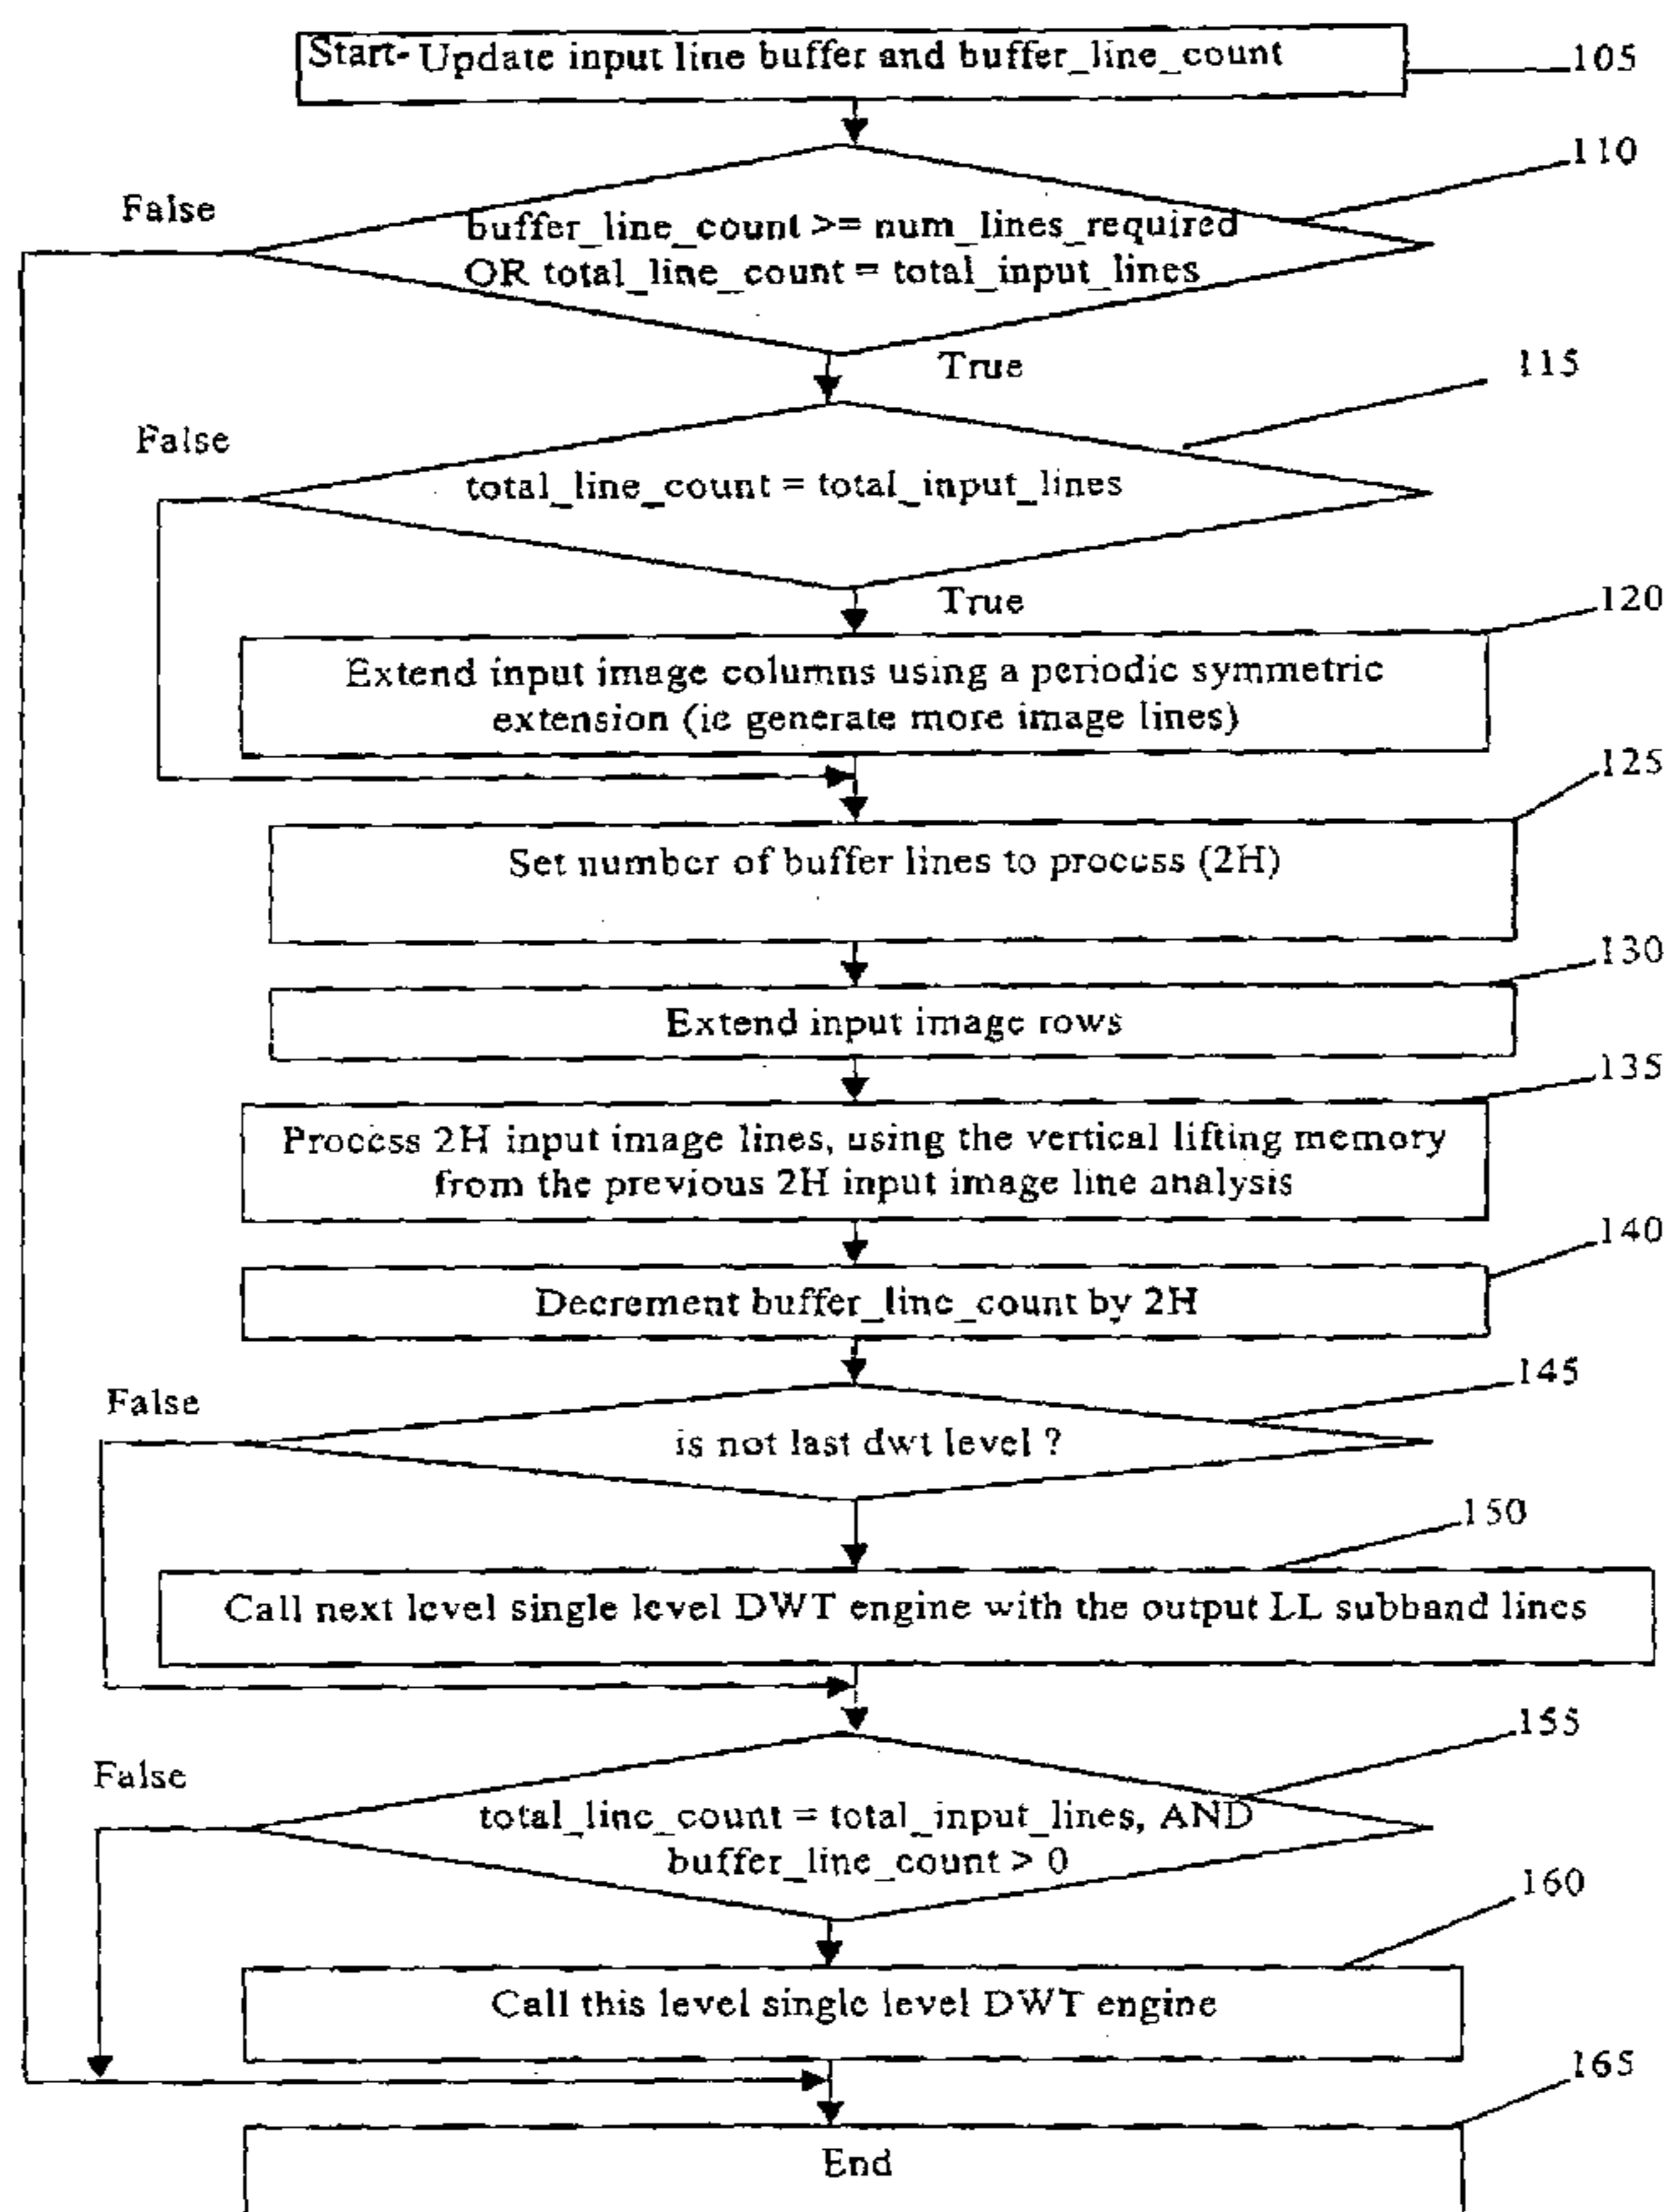 Start- Update input line buffer and buffer_line_count
105
110
False
buffer_line_count >= num_lines_required
OR total_line_count = total_input_lines
True
115
False
total_line_count = total_input_lines
True
120
Extend input image columns using a periodic symmetric
extension (ie generate more image lines)
125
Set number of buffer lines to process (2H)
130
Extend input image rows
135
Process 2H input image lines, using the vertical lifting memory
from the previous 2H input image line analysis
140
Decrement buffer_line_count by 2H
145
False
is not last dwt level ?
150
Call next level single level DWT engine with the output LL subband lines
155
False
total_line_count = total_input_lines, AND
buffer_line_count > 0
160
Call this level single level DWT engine
165
End